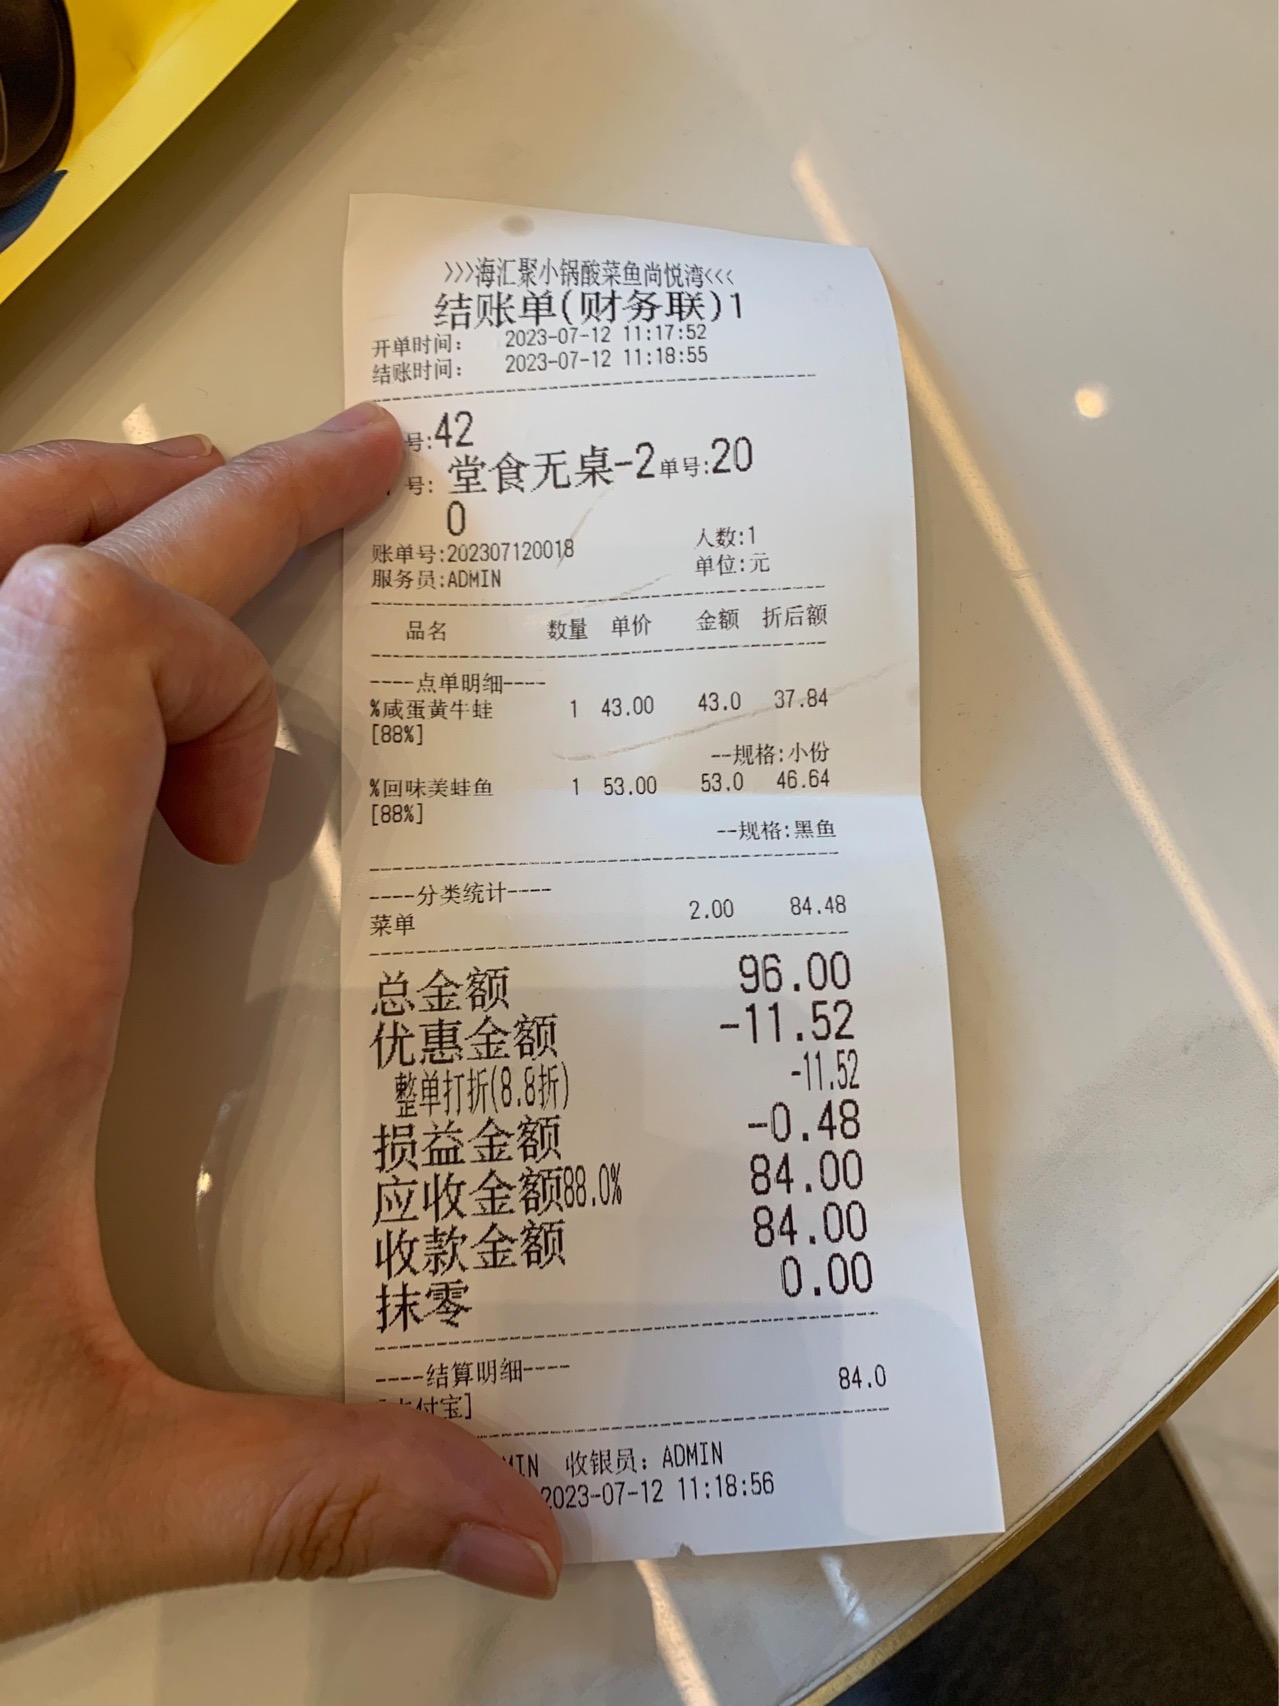 >>>海汇聚小锅酸菜鱼尚悦湾<<<
结账单(财务联)1
开单时间: 2023-07-12 11:17:52
结账时间: 2023-07-12 11:18:55
号:42
号: 堂食无桌-2 单号:20
0
账单号:202307120018 人数:1
服务员:ADMIN 单位:元
品名 数量 单价 金额 折后额
----点单明细----
%咸蛋黄牛蛙 1 43.00 43.0 37.84
[88%]
--规格:小份
%回味美蛙鱼 1 53.00 53.0 46.64
[88%]
--规格:黑鱼
----分类统计----
菜单 2.00 84.48
总金额 96.00
优惠金额 -11.52
整单打折(8.8折) -11.52
损益金额 -0.48
应收金额88.0% 84.00
收款金额 84.00
抹零 0.00
----结算明细----
付宝] 84.0
MIN 收银员: ADMIN
2023-07-12 11:18:56